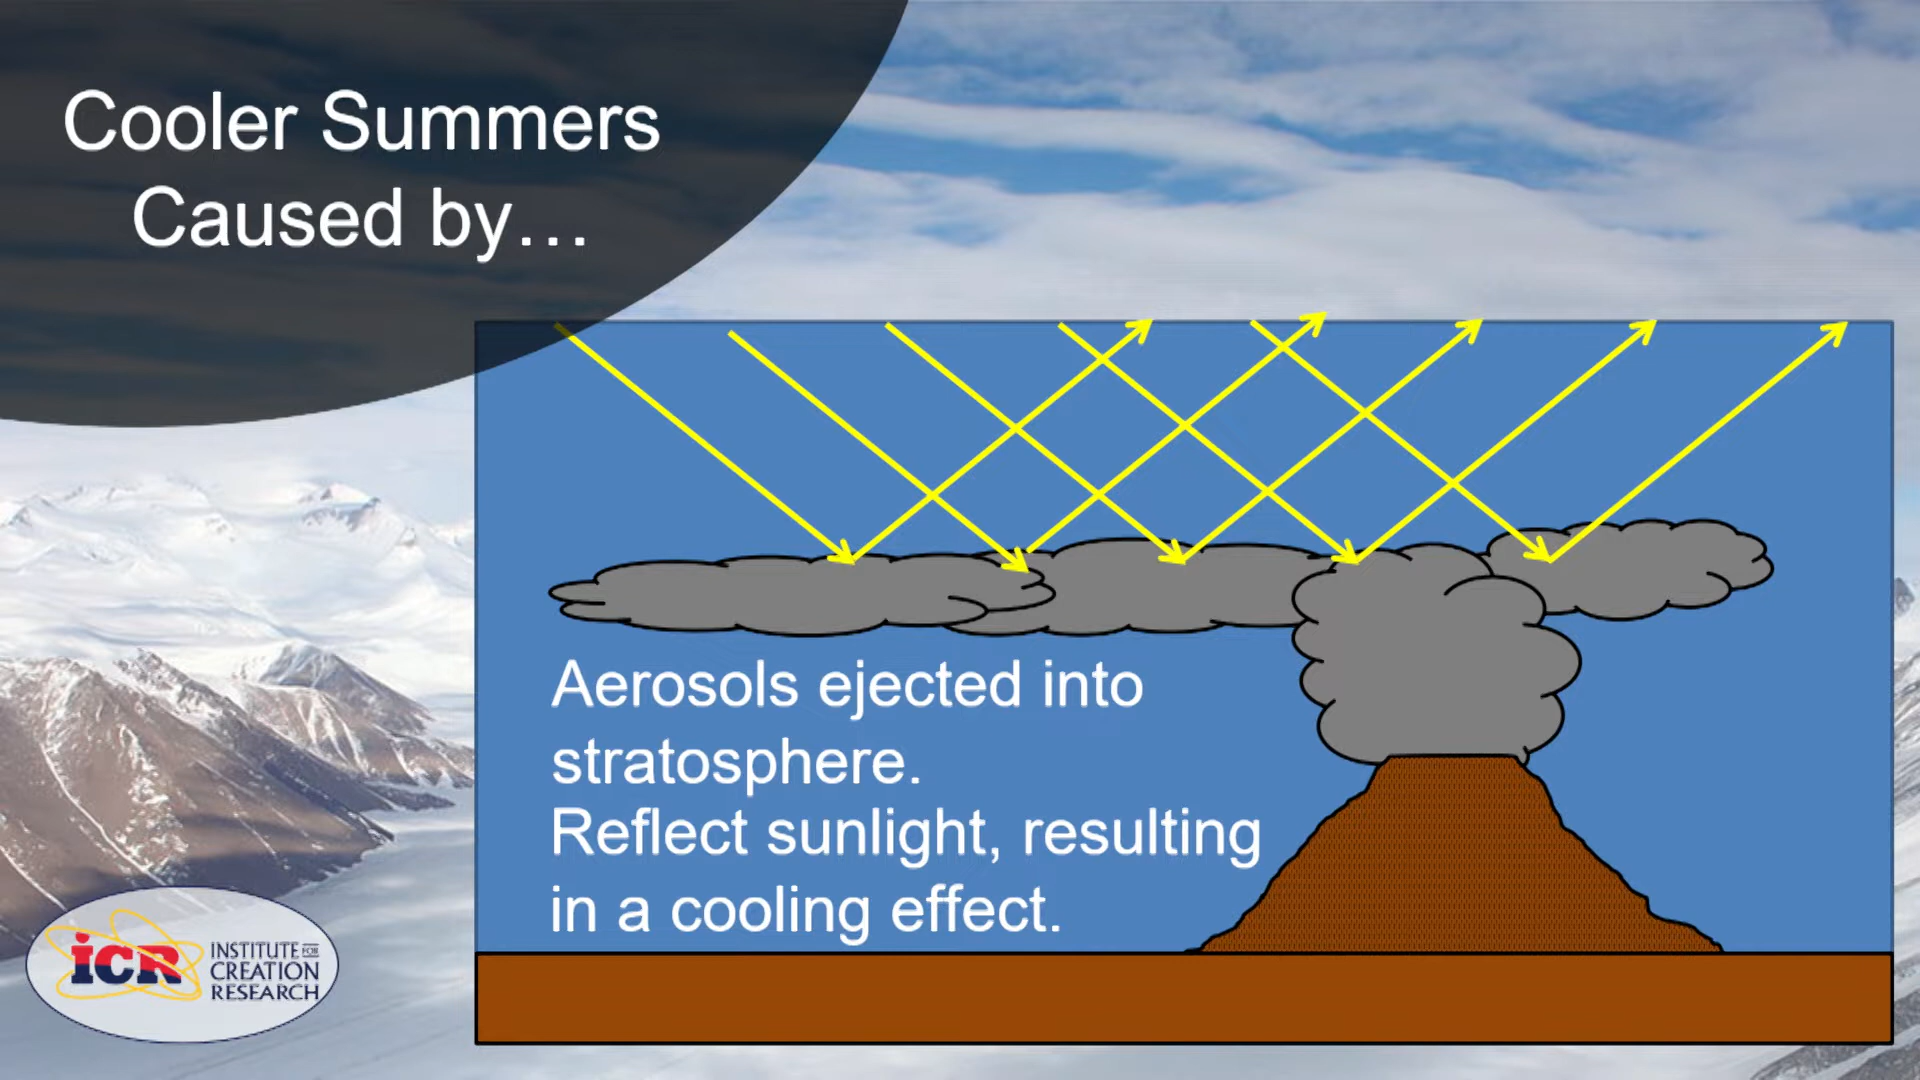 Cooler Summers
Caused by…
Aerosols ejected into
stratosphere.
Reflect sunlight, resulting
in a cooling effect.
iCR
INSTITUTE FOR
CREATION
RESEARCH